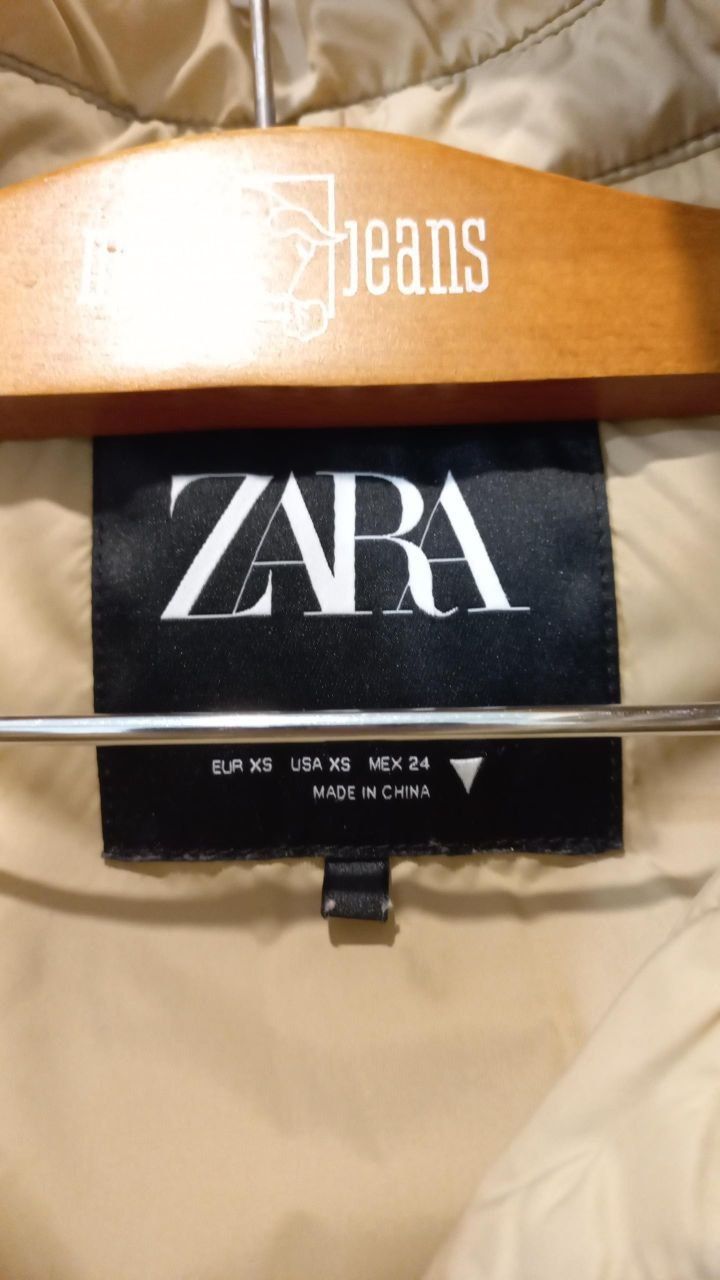 jeans
ZARA
EUR XS USA XS MEX 24
MADE IN CHINA